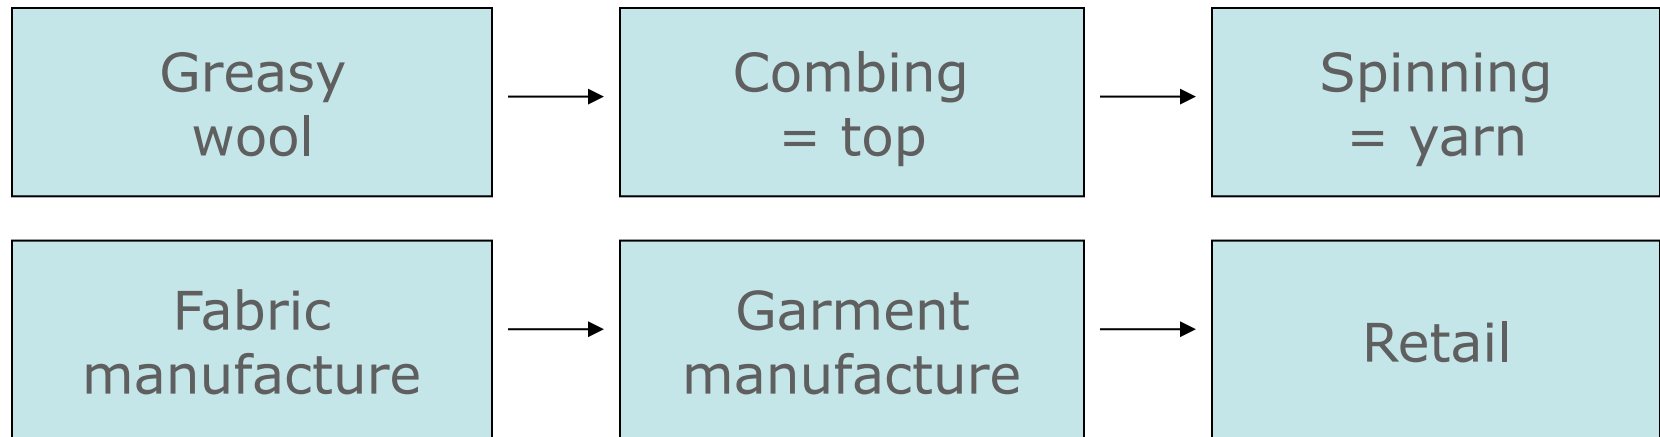 Greasy
wool
Combing
= top
Spinning
= yarn
Fabric
manufacture
Garment
manufacture
Retail